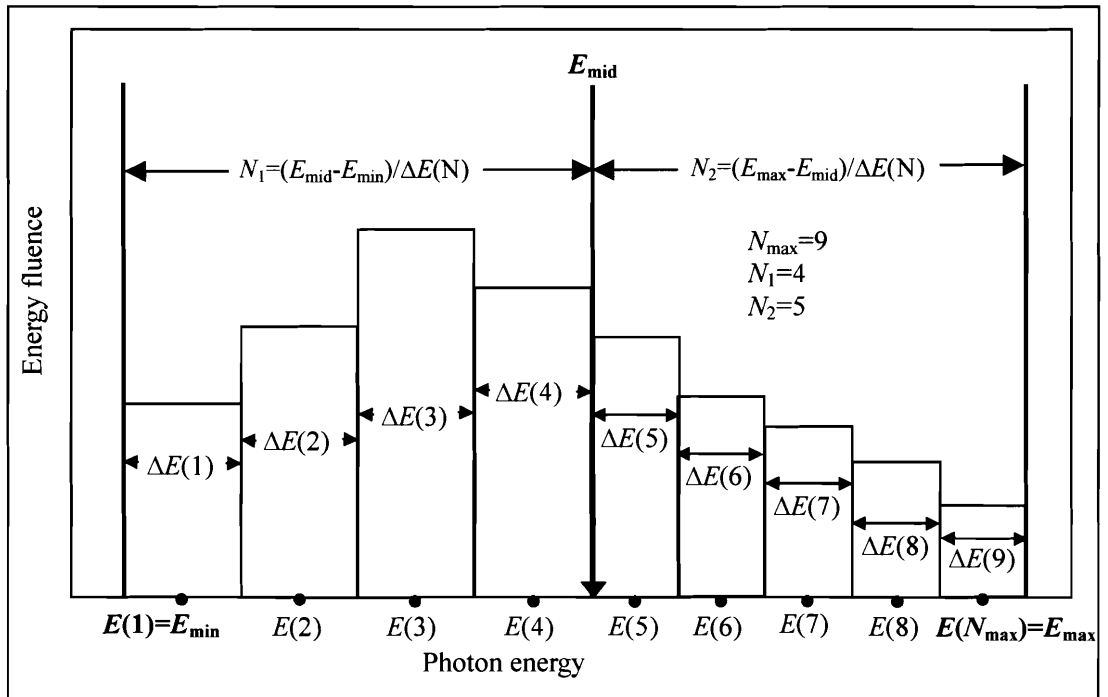 E_mid
N₁=(E_mid-E_min)/ΔE(N)
N₂=(E_max-E_mid)/ΔE(N)
N_max=9
N₁=4
N₂=5
Energy fluence
ΔE(1)
ΔE(2)
ΔE(3)
ΔE(4)
ΔE(5)
ΔE(6)
ΔE(7)
ΔE(8)
ΔE(9)
E(1)=E_min
E(2)
E(3)
E(4)
E(5)
E(6)
E(7)
E(8)
E(N_max)=E_max
Photon energy